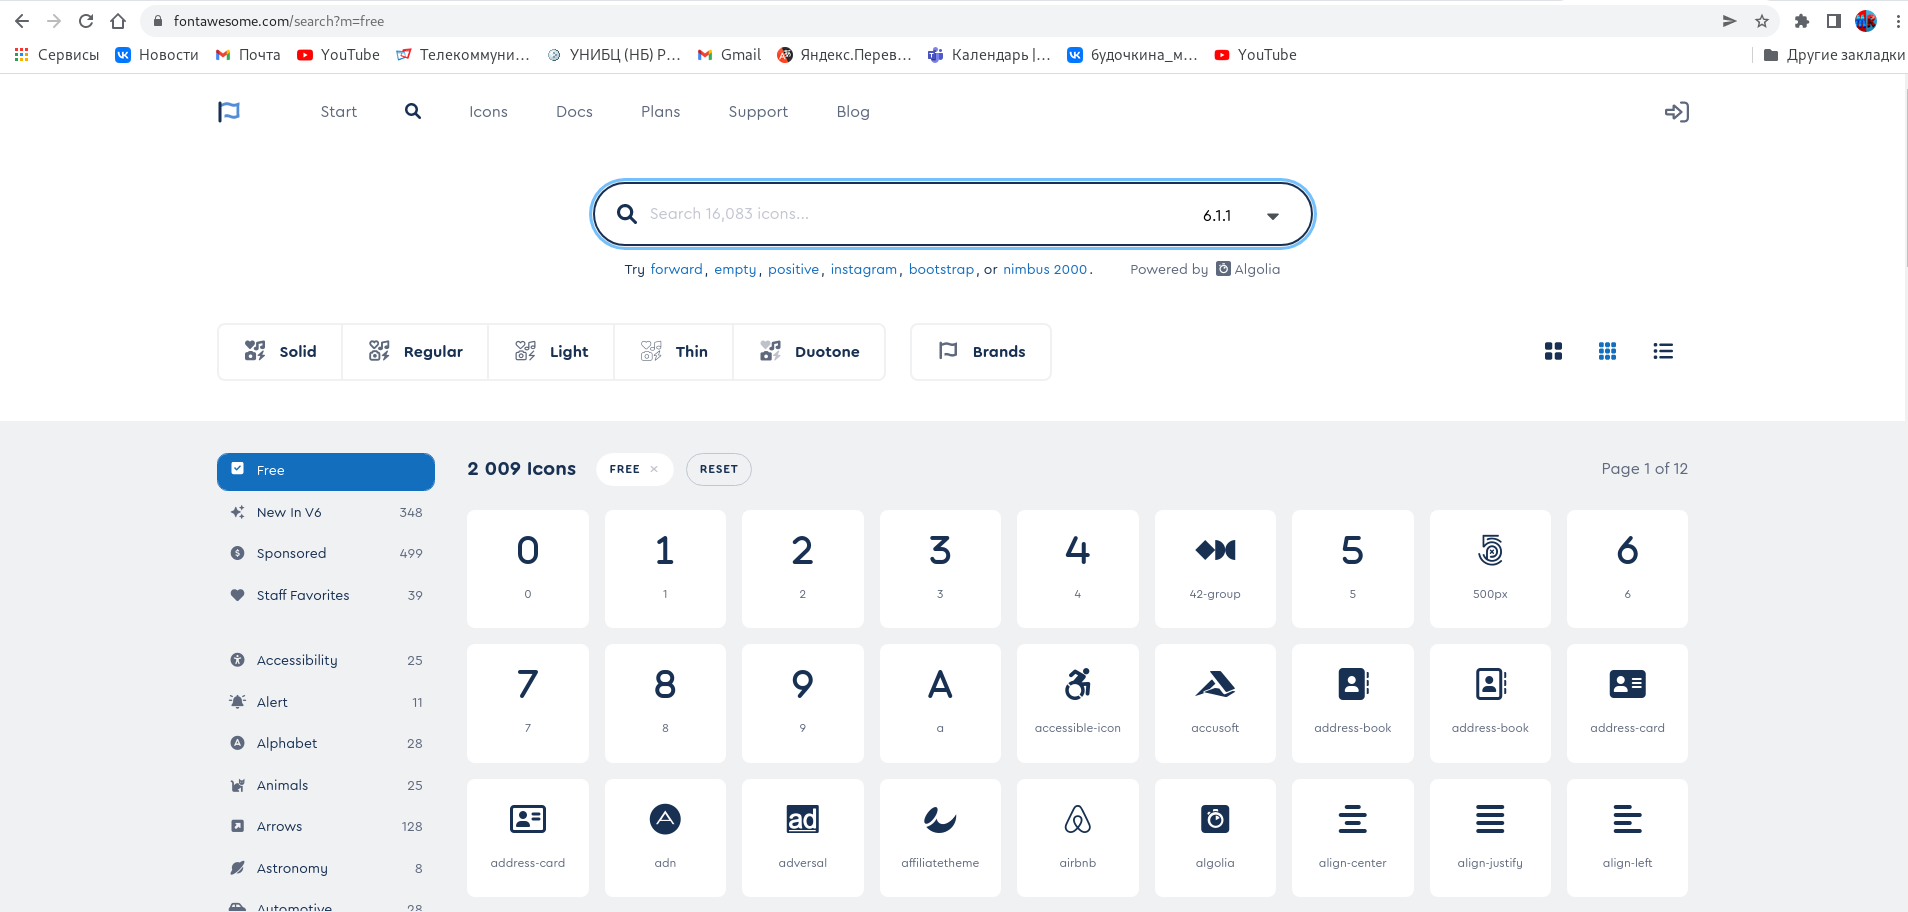 fontawesome.com/search?m=free
Сервисы Новости Почта YouTube Телекоммуни... УНИБЦ (НБ) Р... Gmail Яндекс.Перев... Календарь |... будочкина_м... YouTube Другие закладки
Start Icons Docs Plans Support Blog
Search 16,083 icons... 6.1.1
Try forward, empty, positive, instagram, bootstrap, or nimbus 2000. Powered by Algolia
Solid Regular Light Thin Duotone Brands
Free
2 009 Icons FREE × RESET Page 1 of 12
New In V6 348
Sponsored 499
Staff Favorites 39
Accessibility 25
Alert 11
Alphabet 28
Animals 25
Arrows 128
Astronomy 8
Automotive 28
0 1 2 3 4 5 6
0 1 2 3 4 42-group 5 500px 6
7 8 9 A
7 8 9 a accessible-icon accusoft address-book address-book address-card
ad
address-card adn adversal affiliatetheme airbnb algolia align-center align-justify align-left